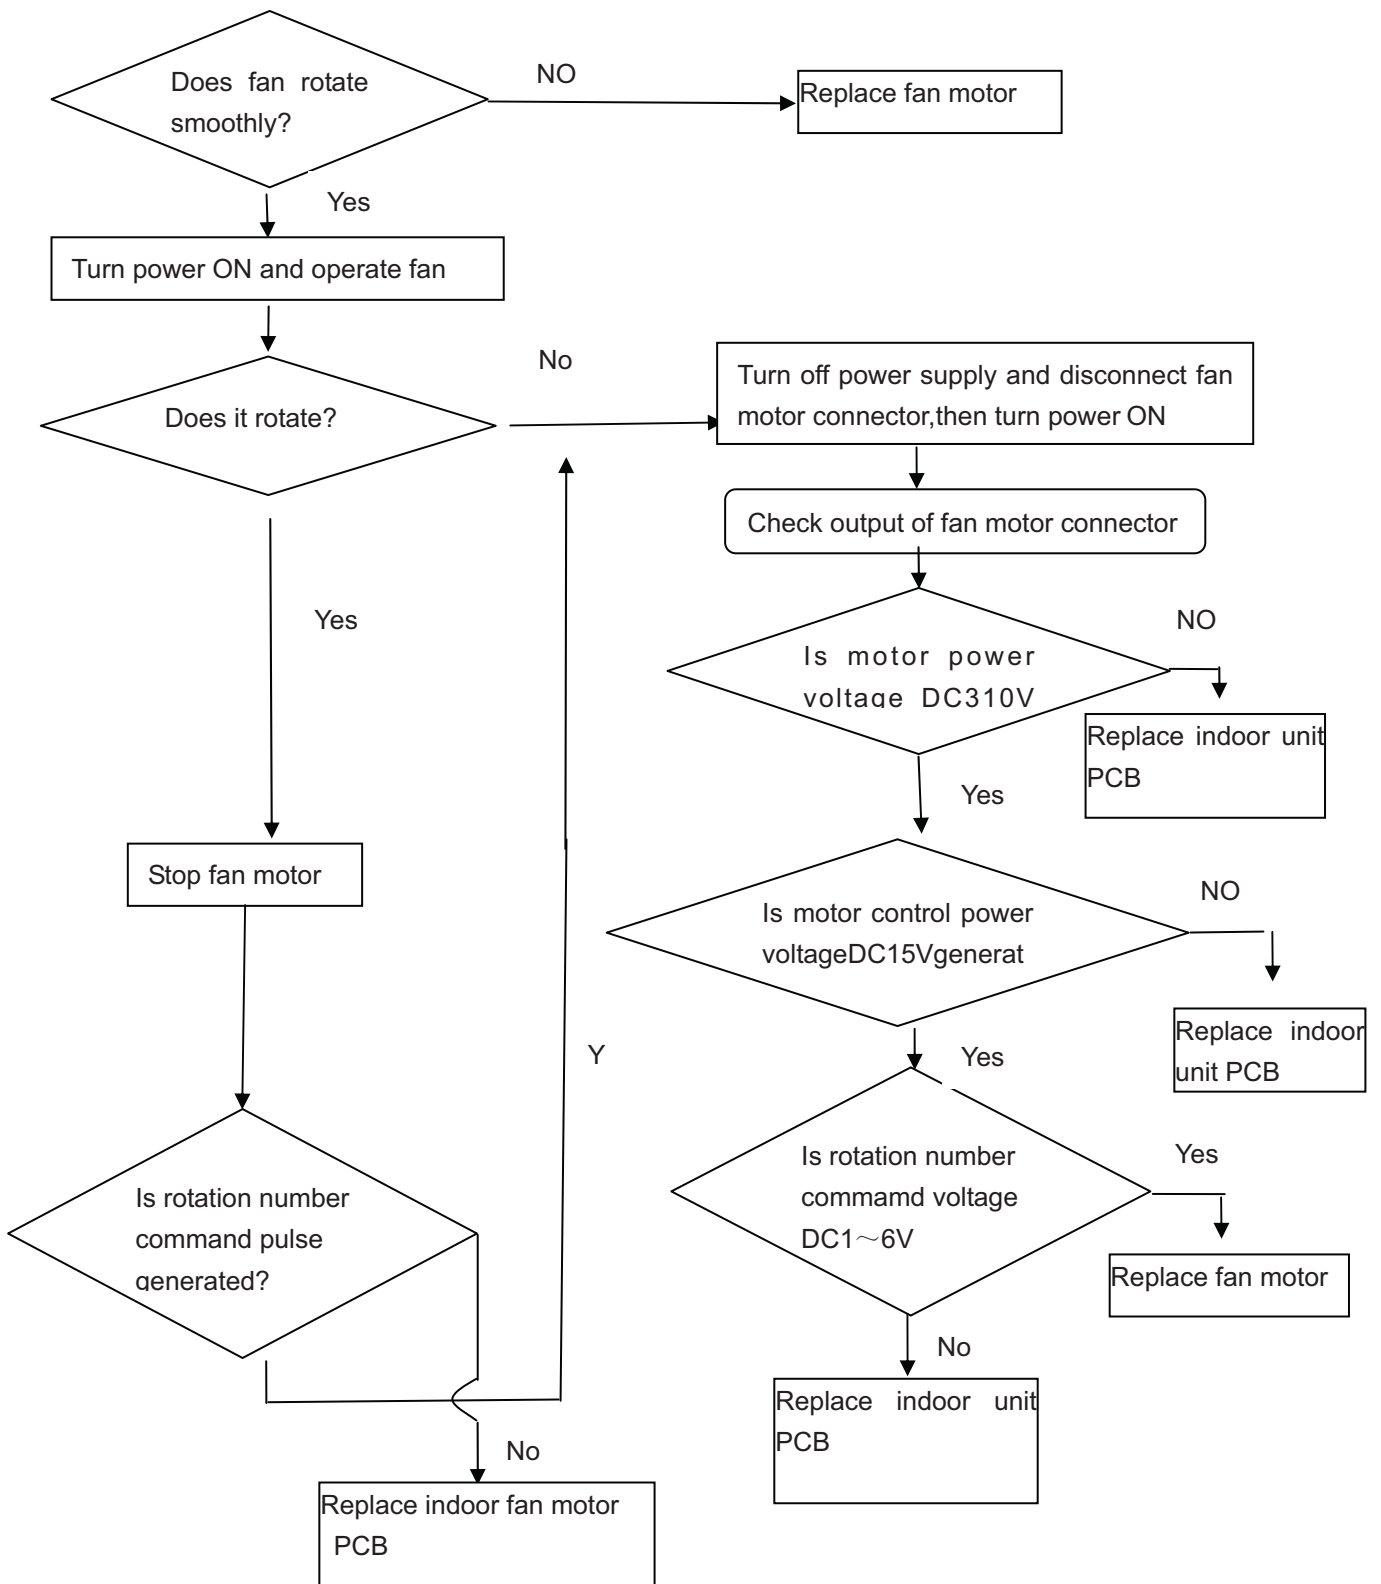 Does fan rotate
smoothly?
NO
Replace fan motor
Yes
Turn power ON and operate fan
Does it rotate?
No
Turn off power supply and disconnect fan
motor connector,then turn power ON
Check output of fan motor connector
Yes
Is motor power
voltage DC310V
NO
Replace indoor unit
PCB
Yes
Stop fan motor
Is motor control power
voltageDC15Vgenerat
NO
Replace indoor
unit PCB
Y
Yes
Is rotation number
command pulse
generated?
Is rotation number
commamd voltage
DC1～6V
Yes
Replace fan motor
No
Replace indoor unit
PCB
No
Replace indoor fan motor
PCB